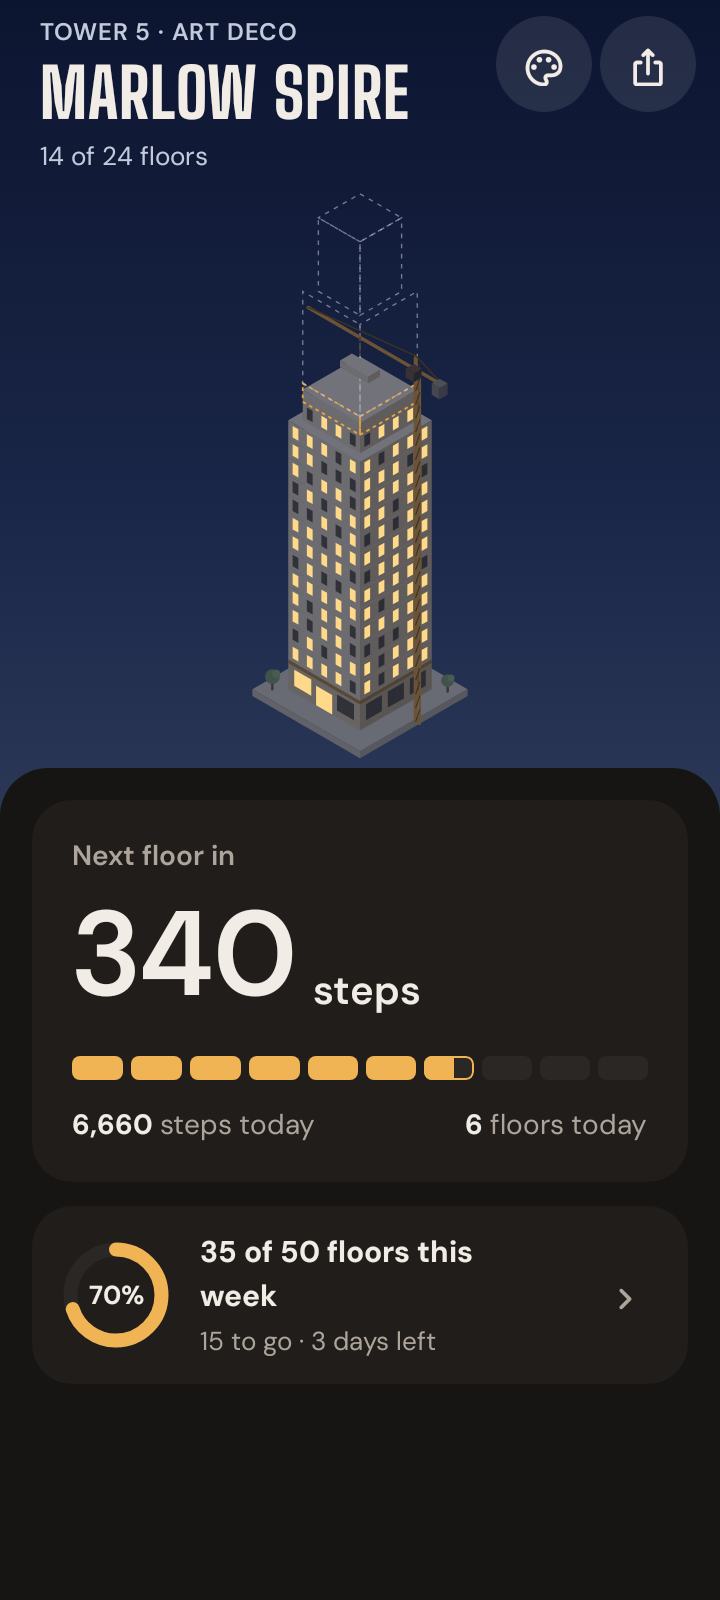 TOWER 5 · ART DECO
MARLOW SPIRE
14 of 24 floors
Next floor in
340 steps
6,660 steps today
6 floors today
70%
35 of 50 floors this
week
15 to go · 3 days left